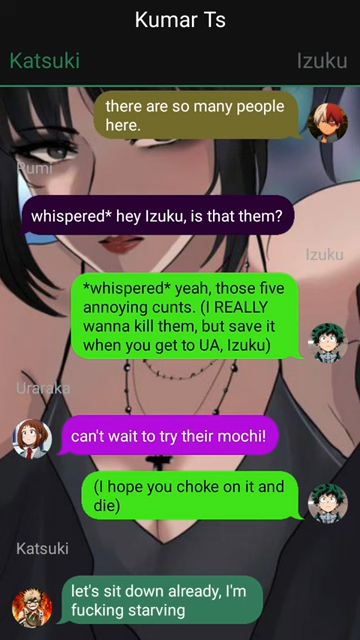 Kumar Ts
Katsuki
Izuku
there are so many people
here.
Pumi
whispered* hey Izuku, is that them?
Izuku
*whispered* yeah, those five
annoying cunts. (I REALLY
wanna kill them, but save it
when you get to UA, Izuku)
Uraraka
can't wait to try their mochi!
(I hope you choke on it and
die)
Katsuki
let's sit down already, I'm
fucking starving